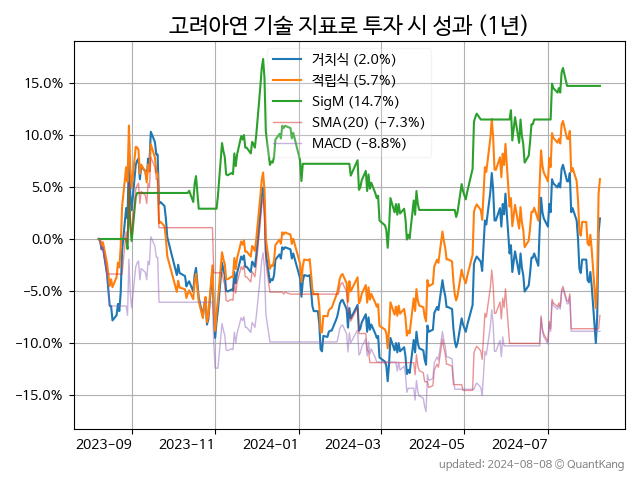 고려아연 기술 지표로 투자 시 성과 (1년)
거치식 (2.0%)
적립식 (5.7%)
SigM (14.7%)
SMA(20) (−7.3%)
MACD (−8.8%)
15.0%
10.0%
5.0%
0.0%
−5.0%
−10.0%
−15.0%
2023-09 2023-11 2024-01 2024-03 2024-05 2024-07
updated: 2024-08-08 © QuantKang